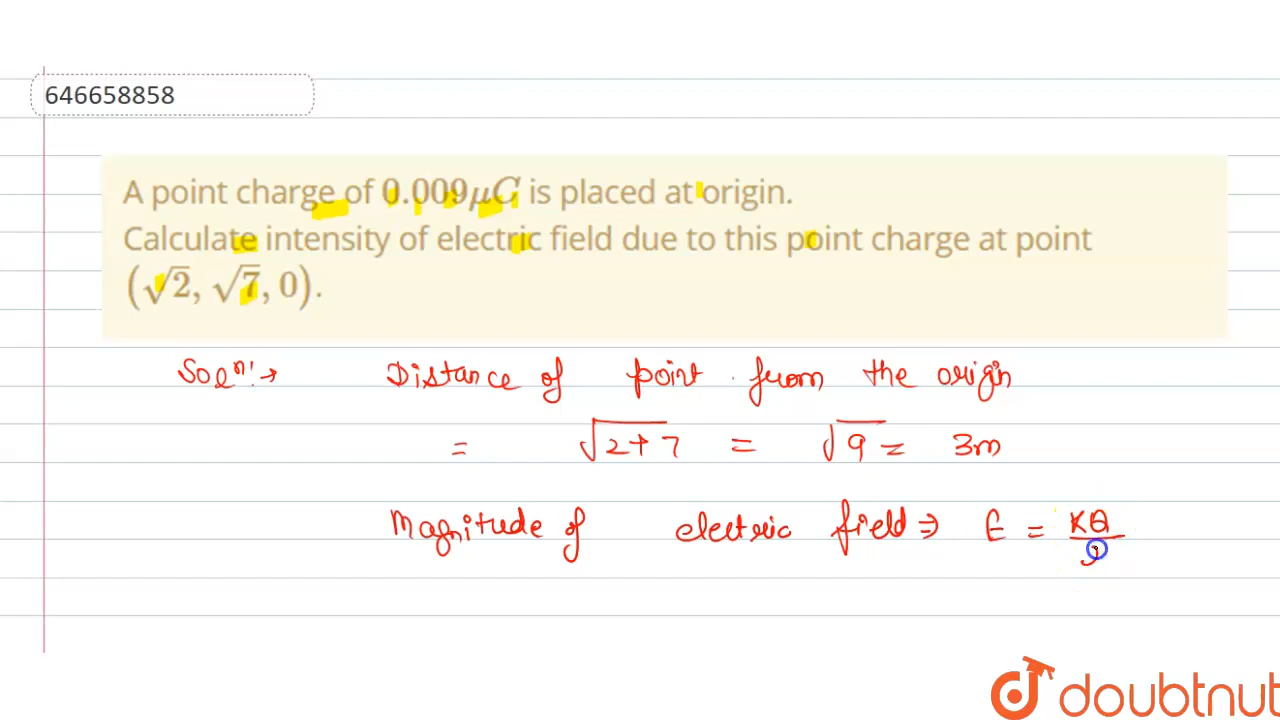 646658858
A point charge of 0.009μC is placed at origin.
Calculate intensity of electric field due to this point charge at point
(√2, √7, 0).
Solⁿ:→ Distance of point from the origin
= √2+7 = √9 = 3m
Magnitude of electric field ⇒ E = KQ/r
doubtnut